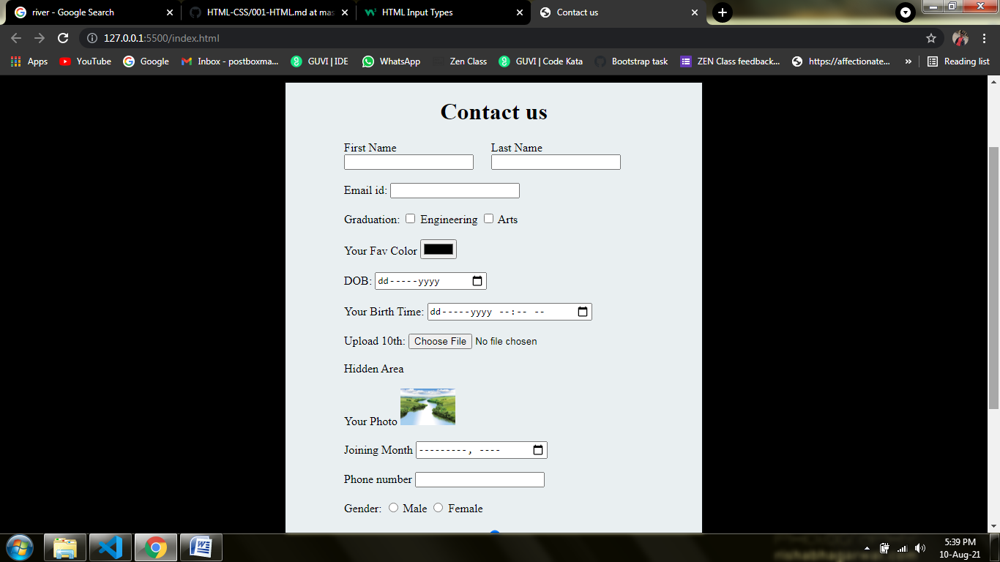 river - Google Search
HTML-CSS/001-HTML.md at mas
HTML Input Types
Contact us
127.0.0.1:5500/index.html
Apps YouTube Google Inbox - postboxma... GUVI | IDE WhatsApp Zen Class GUVI | Code Kata Bootstrap task ZEN Class feedback... https://affectionate... » Reading list
Contact us
First Name Last Name
Email id:
Graduation: Engineering Arts
Your Fav Color
DOB: dd-----yyyy
Your Birth Time: dd-----yyyy --:-- --
Upload 10th: Choose File No file chosen
Hidden Area
Your Photo
Joining Month ---------, ----
Phone number
Gender: Male Female
5:39 PM
10-Aug-21